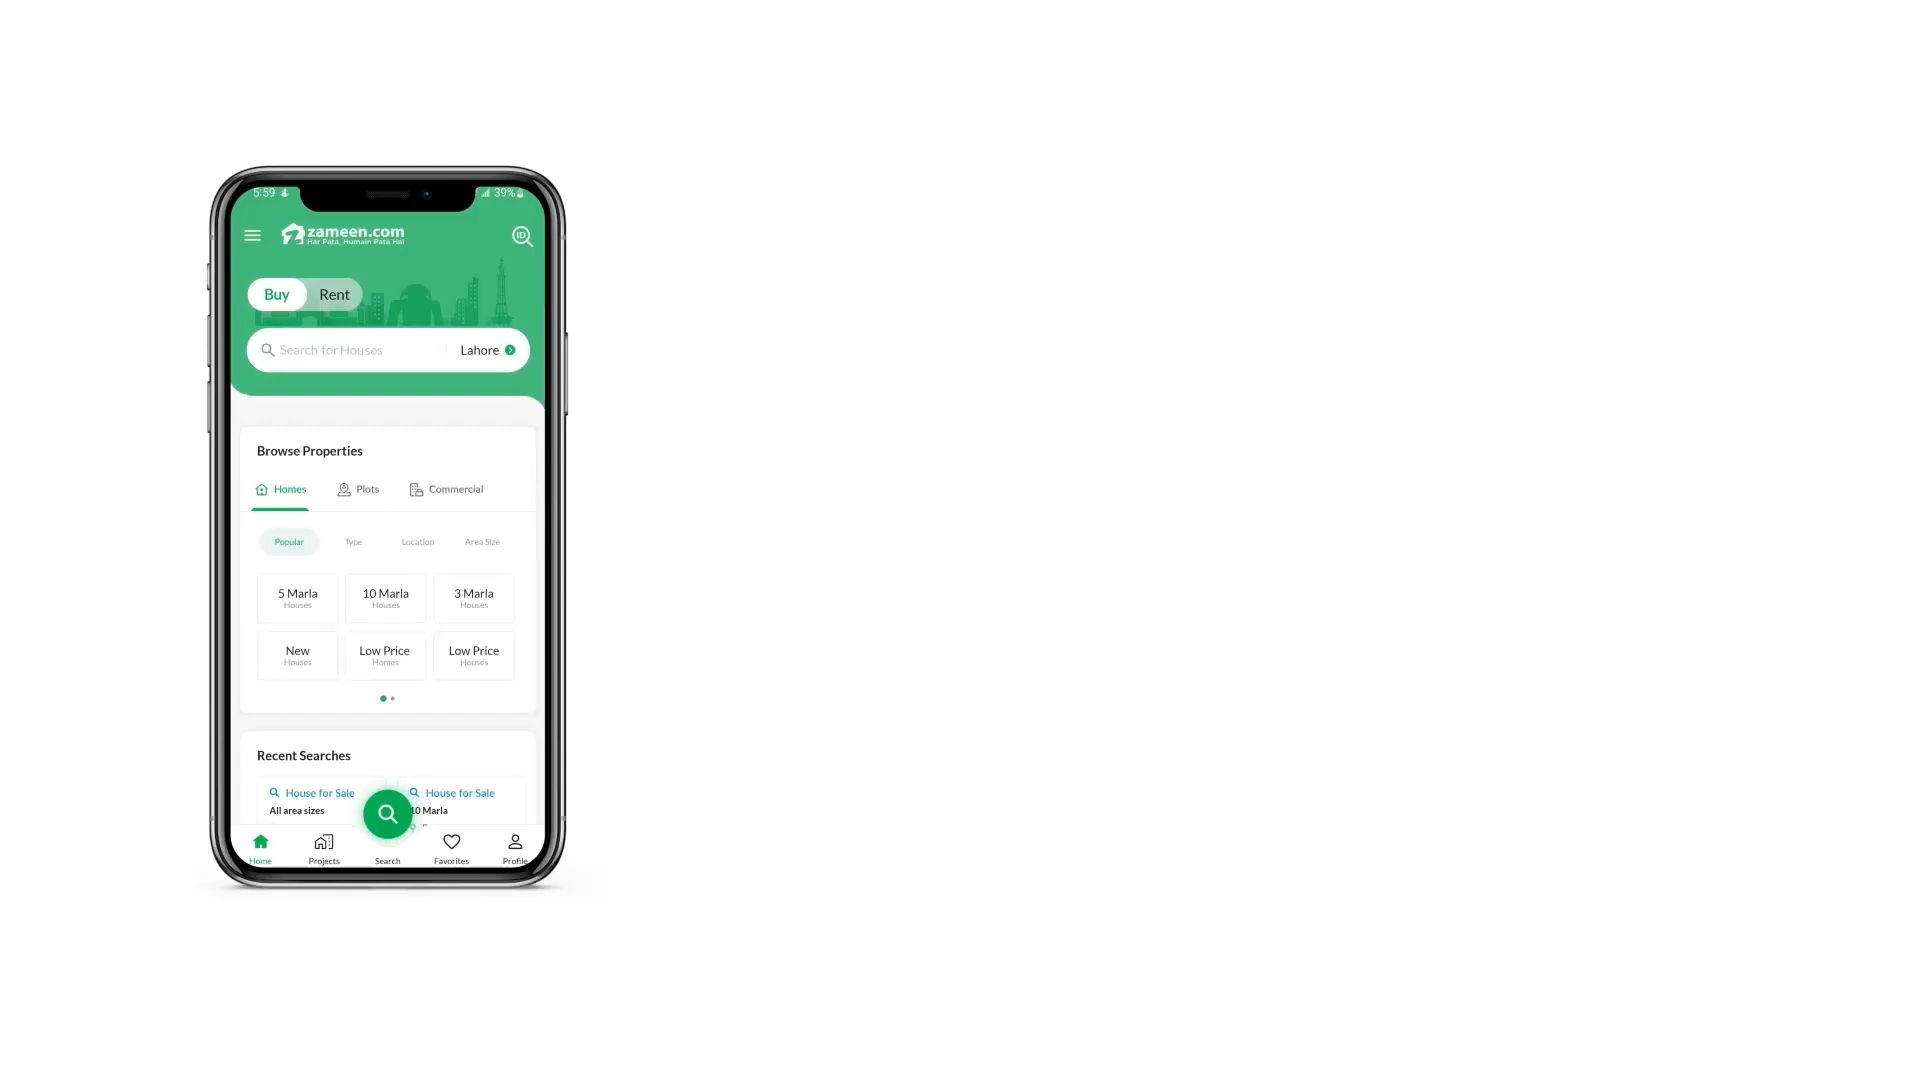 5:59
39%
zameen.com
Har Pata, Humain Pata Hai
ID
Buy Rent
Search for Houses Lahore
Browse Properties
Homes Plots Commercial
Popular Type Location Area Size
5 Marla 10 Marla 3 Marla
Houses Houses Houses
New Low Price Low Price
Houses Homes Houses
Recent Searches
House for Sale House for Sale
All area sizes 10 Marla
Home Projects Search Favorites Profile